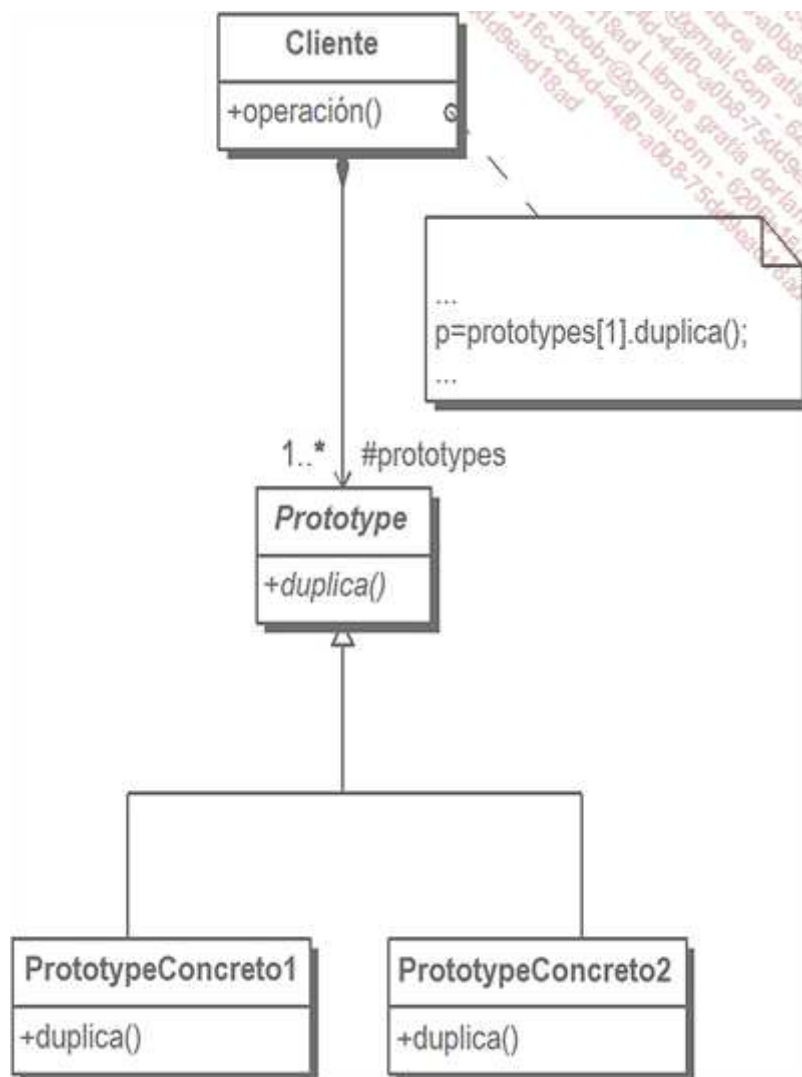 Cliente
+operación()
...
p=prototypes[1].duplica();
...
1..* #prototypes
Prototype
+duplica()
PrototypeConcreto1
+duplica()
PrototypeConcreto2
+duplica()